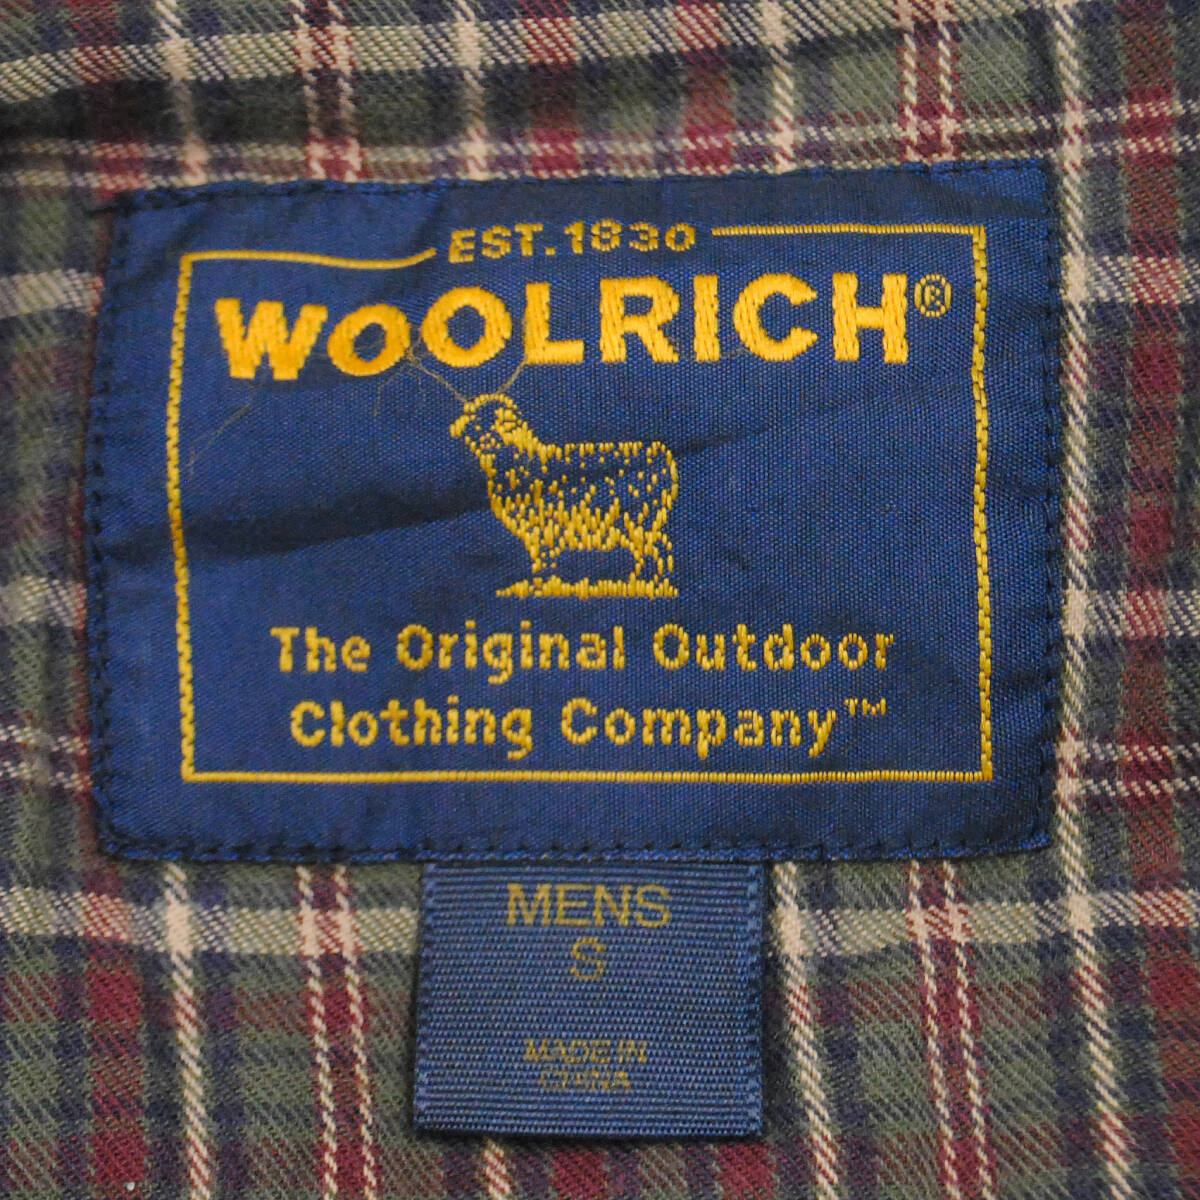 EST.1830
WOOLRICH®
The Original Outdoor
Clothing Company™
MENS
S
MADE IN
CHINA